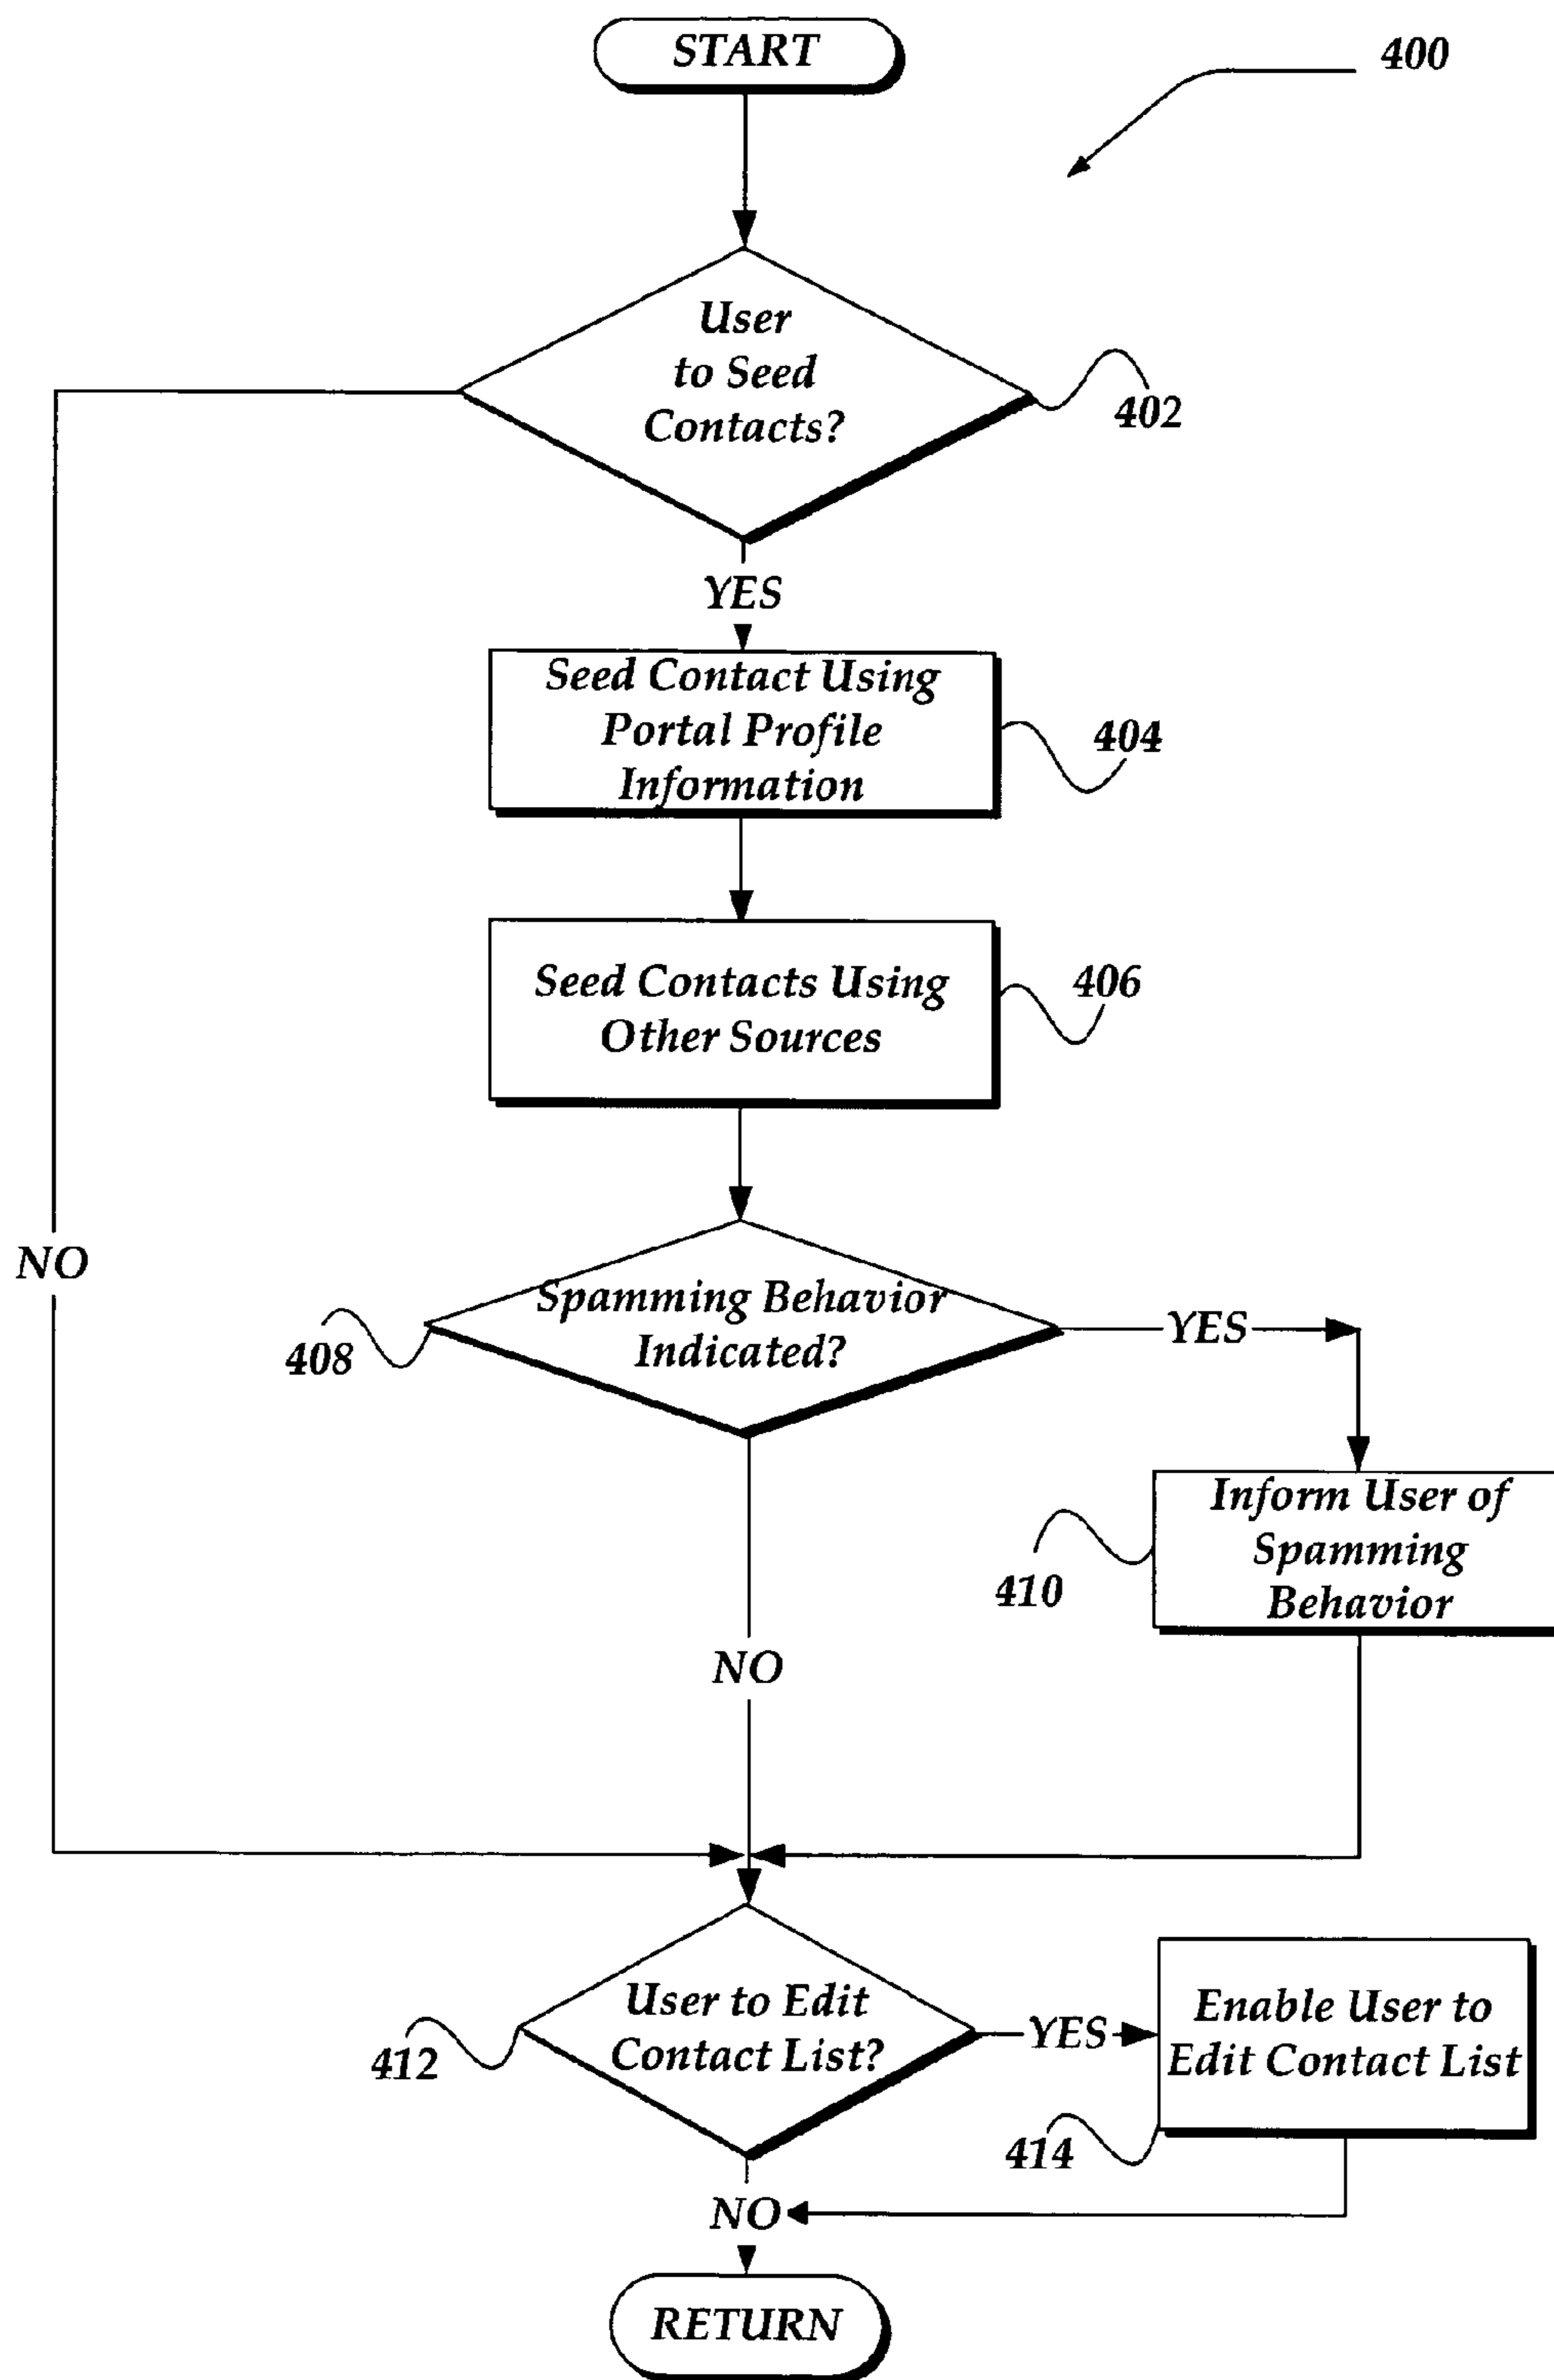 START
400
User
to Seed
Contacts?
402
YES
Seed Contact Using
Portal Profile
Information
404
Seed Contacts Using
Other Sources
406
NO
Spamming Behavior
Indicated?
408
YES
Inform User of
Spamming
Behavior
410
NO
User to Edit
Contact List?
412
YES
Enable User to
Edit Contact List
414
NO
RETURN